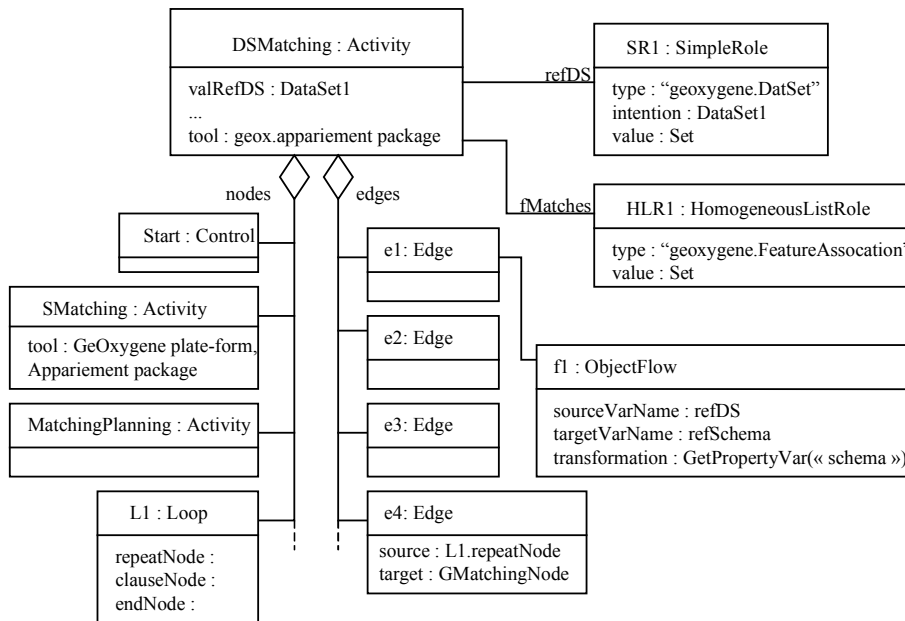 DSMatching : Activity
valRefDS : DataSet1
...
tool : geox.appariement package
refDS
SR1 : SimpleRole
type : “geoxygene.DatSet”
intention : DataSet1
value : Set
fMatches
HLR1 : HomogeneousListRole
type : “geoxygene.FeatureAssocation”
value : Set
nodes
edges
Start : Control
SMatching : Activity
tool : GeOxygene plate-form,
Appariement package
MatchingPlanning : Activity
L1 : Loop
repeatNode :
clauseNode :
endNode :
e1: Edge
e2: Edge
e3: Edge
e4: Edge
source : L1.repeatNode
target : GMatchingNode
f1 : ObjectFlow
sourceVarName : refDS
targetVarName : refSchema
transformation : GetPropertyVar(« schema »)